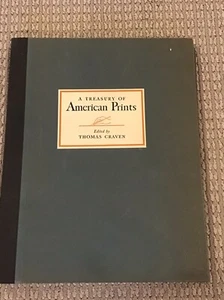 A TREASURY OF
American Prints
Edited by
THOMAS CRAVEN